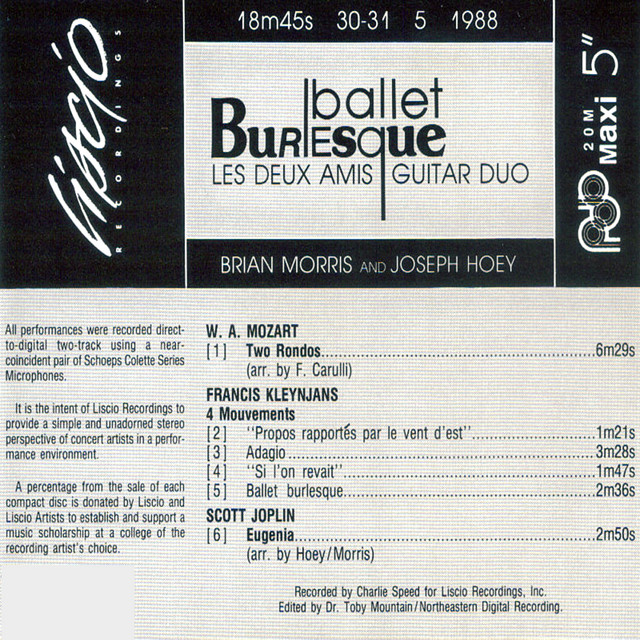 liscio
RECORDINGS
18m45s 30-31 5 1988
ballet
Burlesque
LES DEUX AMIS GUITAR DUO
BRIAN MORRIS AND JOSEPH HOEY
20M
Maxi 5"
All performances were recorded direct-
to-digital two-track using a near-
coincident pair of Schoeps Colette Series
Microphones.
It is the intent of Liscio Recordings to
provide a simple and unadorned stereo
perspective of concert artists in a perfor-
mance environment.
A percentage from the sale of each
compact disc is donated by Liscio and
Liscio Artists to establish and support a
music scholarship at a college of the
recording artist's choice.
W. A. MOZART
[1] Two Rondos 6m29s
(arr. by F. Carulli)
FRANCIS KLEYNJANS
4 Mouvements
[2] "Propos rapportés par le vent d'est" 1m21s
[3] Adagio 3m28s
[4] "Si l'on revait" 1m47s
[5] Ballet burlesque 2m36s
SCOTT JOPLIN
[6] Eugenia 2m50s
(arr. by Hoey/Morris)
Recorded by Charlie Speed for Liscio Recordings, Inc.
Edited by Dr. Toby Mountain/Northeastern Digital Recording.